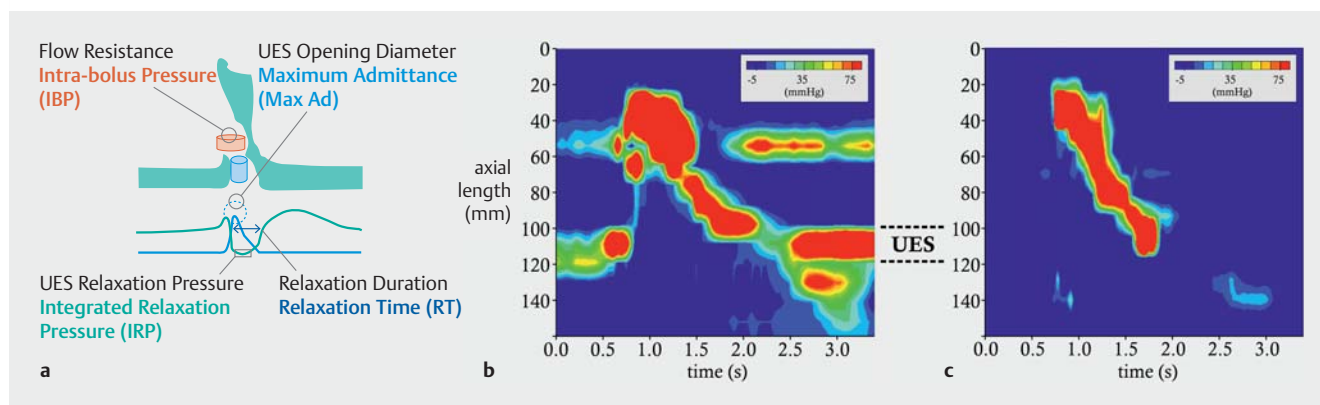 Flow Resistance
Intra-bolus Pressure
(IBP)
UES Opening Diameter
Maximum Admittance
(Max Ad)
UES Relaxation Pressure
Integrated Relaxation
Pressure (IRP)
Relaxation Duration
Relaxation Time (RT)
a
axial
length
(mm)
0
20
40
60
80
100
120
140
-5 35 75
(mmHg)
0.0 0.5 1.0 1.5 2.0 2.5 3.0
time (s)
b
UES
0
20
40
60
80
100
120
140
-5 35 75
(mmHg)
0.0 0.5 1.0 1.5 2.0 2.5 3.0
time (s)
c